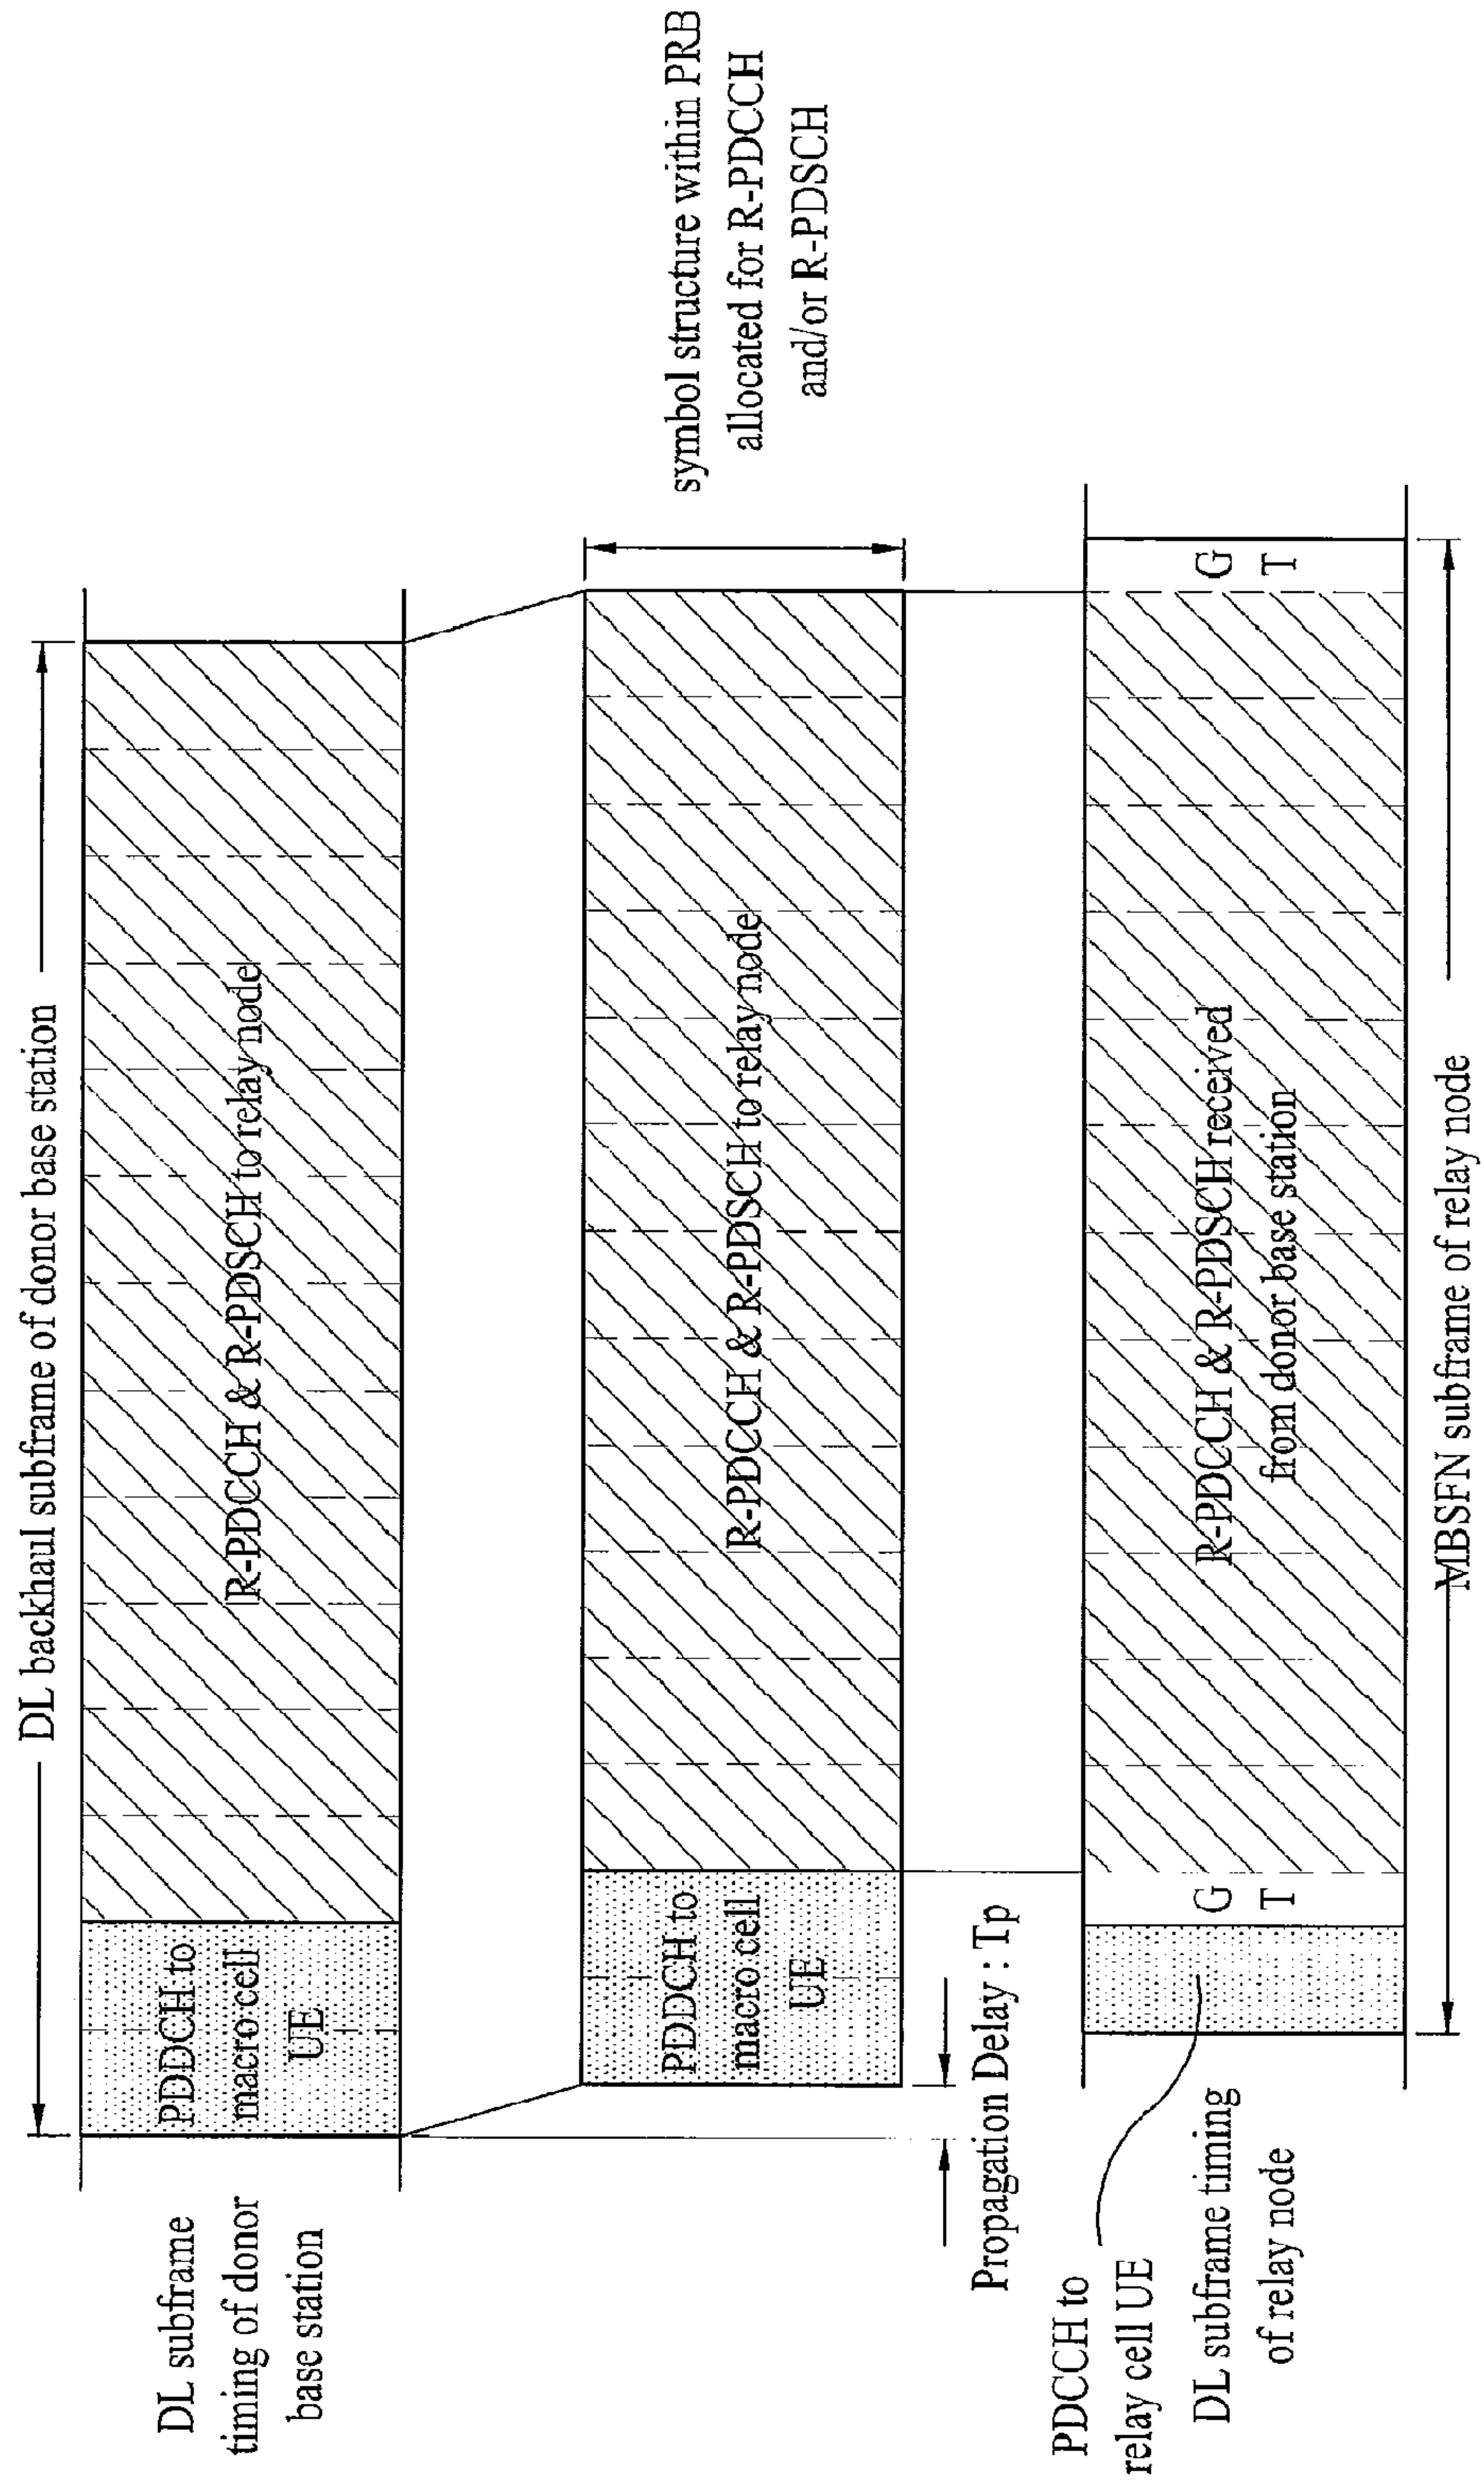 DL backhaul subframe of donor base station
DL subframe
timing of donor
base station
PDDCH to
macro cell
UE
R-PDCCH & R-PDSCH to relay node
PDDCH to
macro cell
UE
R-PDCCH & R-PDSCH to relay node
symbol structure within PRB
allocated for R-PDCCH
and/or R-PDSCH
Propagation Delay : Tp
PDCCH to
relay cell UE
DL subframe timing
of relay node
G
T
R-PDCCH & R-PDSCH received
from donor base station
G
T
MBSFN subframe of relay node